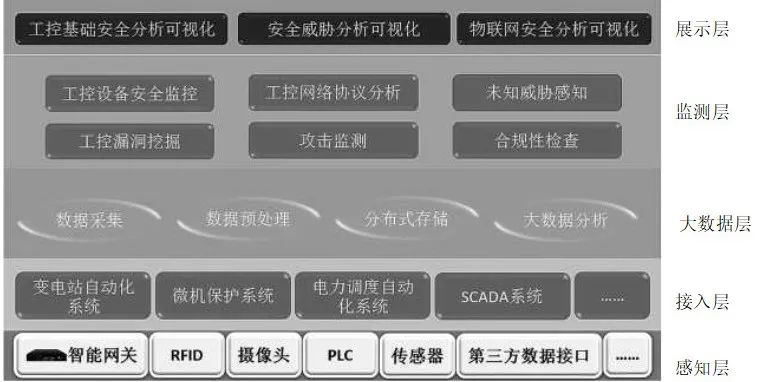 工控基础安全分析可视化 安全威胁分析可视化 物联网安全分析可视化 展示层
工控设备安全监控 工控网络协议分析 未知威胁感知
监测层
工控漏洞挖掘 攻击监测 合规性检查
数据采集 数据预处理 分布式存储 大数据分析 大数据层
变电站自动化
系统
微机保护系统
电力调度自动
化系统
SCADA系统
......
接入层
智能网关 RFID 摄像头 PLC 传感器 第三方数据接口 ...... 感知层